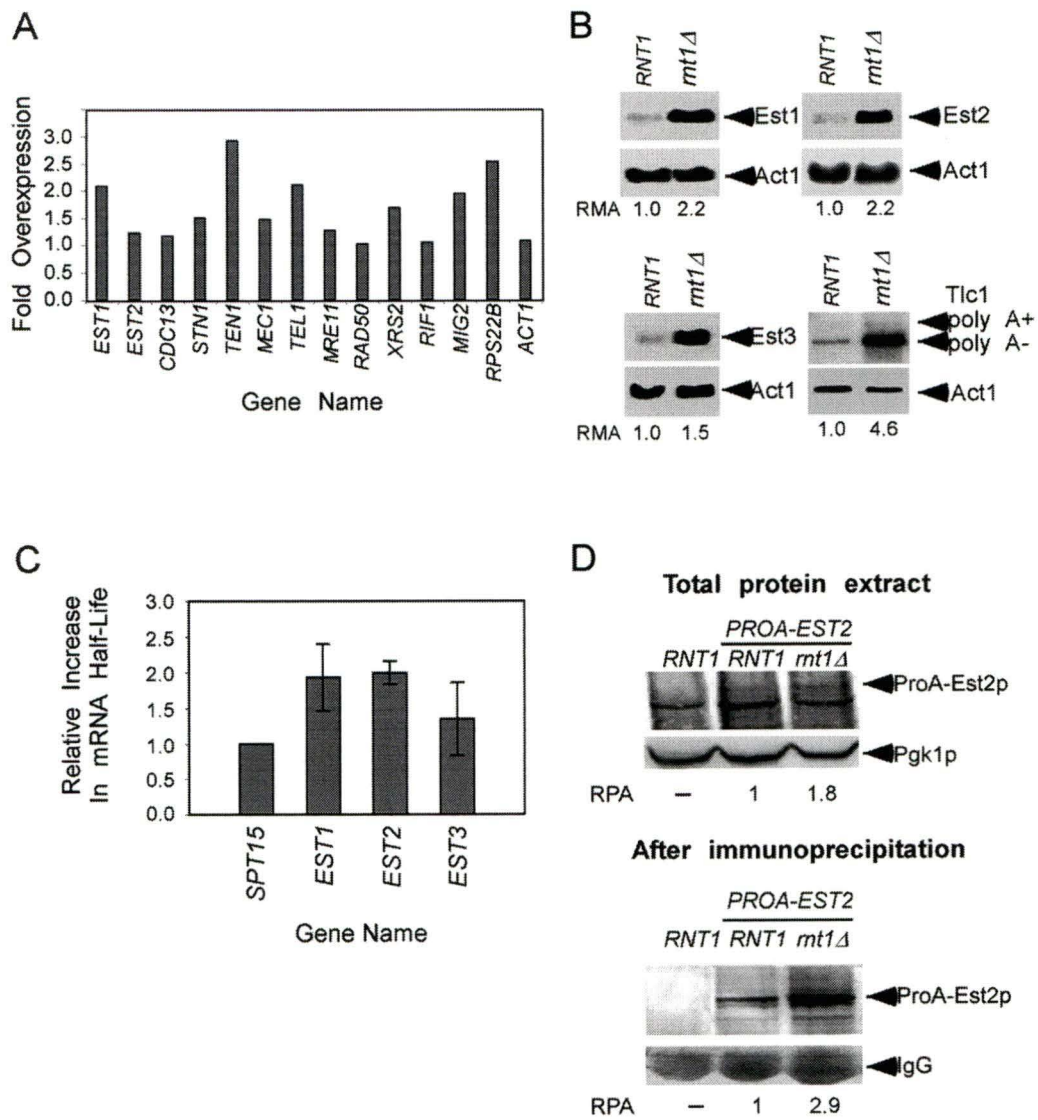 A
Fold Overexpression
3.0
2.5
2.0
1.5
1.0
0.5
0.0
EST1
EST2
CDC13
STN1
TEN1
MEC1
TEL1
MRE11
RAD50
XRS2
RIF1
MIG2
RPS22B
ACT1
Gene Name
B
RNT1 rnt1Δ
Est1
Act1
RMA 1.0 2.2
RNT1 rnt1Δ
Est2
Act1
1.0 2.2
RNT1 rnt1Δ
Est3
Act1
RMA 1.0 1.5
RNT1 rnt1Δ
Tlc1
poly A+
poly A-
Act1
1.0 4.6
C
Relative Increase
In mRNA Half-Life
3.0
2.5
2.0
1.5
1.0
0.5
0.0
SPT15
EST1
EST2
EST3
Gene Name
D
Total protein extract
PROA-EST2
RNT1 RNT1 rnt1Δ
ProA-Est2p
Pgk1p
RPA – 1 1.8
After immunoprecipitation
PROA-EST2
RNT1 RNT1 rnt1Δ
ProA-Est2p
IgG
RPA – 1 2.9